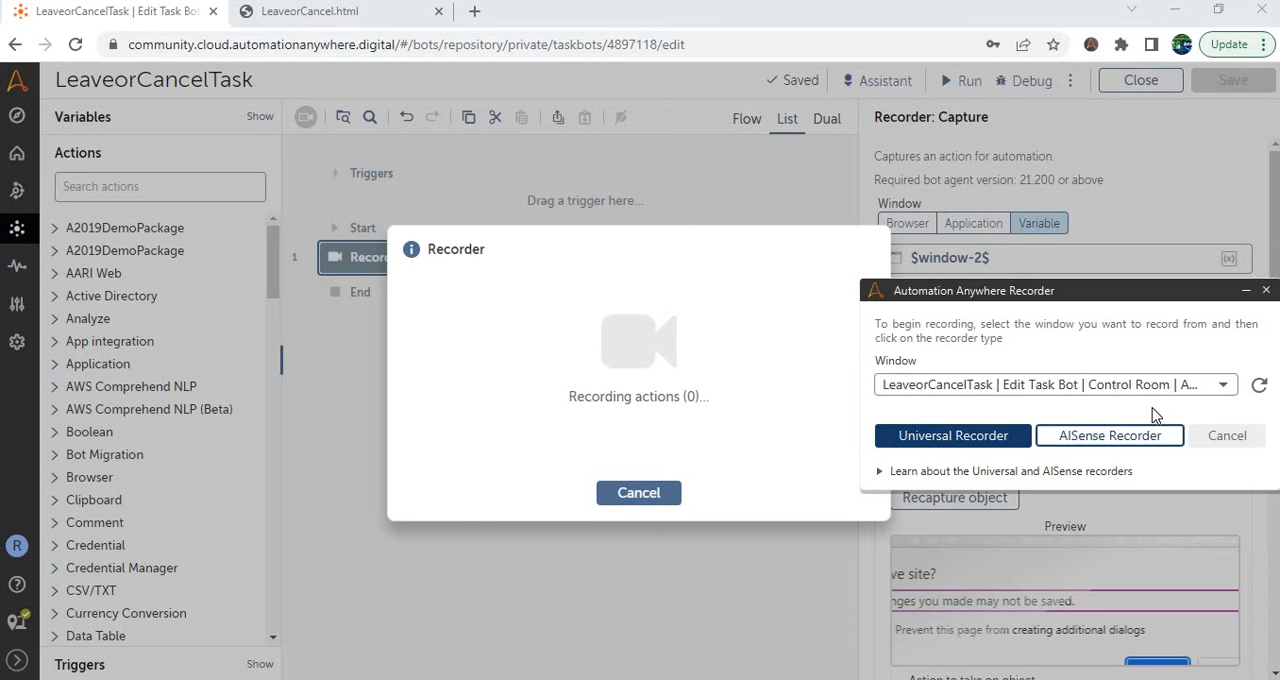 LeaveorCancelTask | Edit Task Bo
LeaveorCancel.html
community.cloud.automationanywhere.digital/#/bots/repository/private/taskbots/4897118/edit
Update
LeaveorCancelTask
Saved
Assistant
Run
Debug
Close
Save
Variables
Show
Flow
List
Dual
Recorder: Capture
Actions
Search actions
A2019DemoPackage
A2019DemoPackage
AARI Web
Active Directory
Analyze
App integration
Application
AWS Comprehend NLP
AWS Comprehend NLP (Beta)
Boolean
Bot Migration
Browser
Clipboard
Comment
Credential
Credential Manager
CSV/TXT
Currency Conversion
Data Table
Triggers
Show
R
Triggers
Drag a trigger here...
Start
1
Recor
End
Captures an action for automation.
Required bot agent version: 21.200 or above
Window
Browser
Application
Variable
$window-2$
(x)
Recorder
Recording actions (0)...
Cancel
Automation Anywhere Recorder
To begin recording, select the window you want to record from and then
click on the recorder type
Window
LeaveorCancelTask | Edit Task Bot | Control Room | A...
Universal Recorder
AISense Recorder
Cancel
Learn about the Universal and AISense recorders
Recapture object
Preview
ve site?
nges you made may not be saved.
Prevent this page from creating additional dialogs
Action to take on object